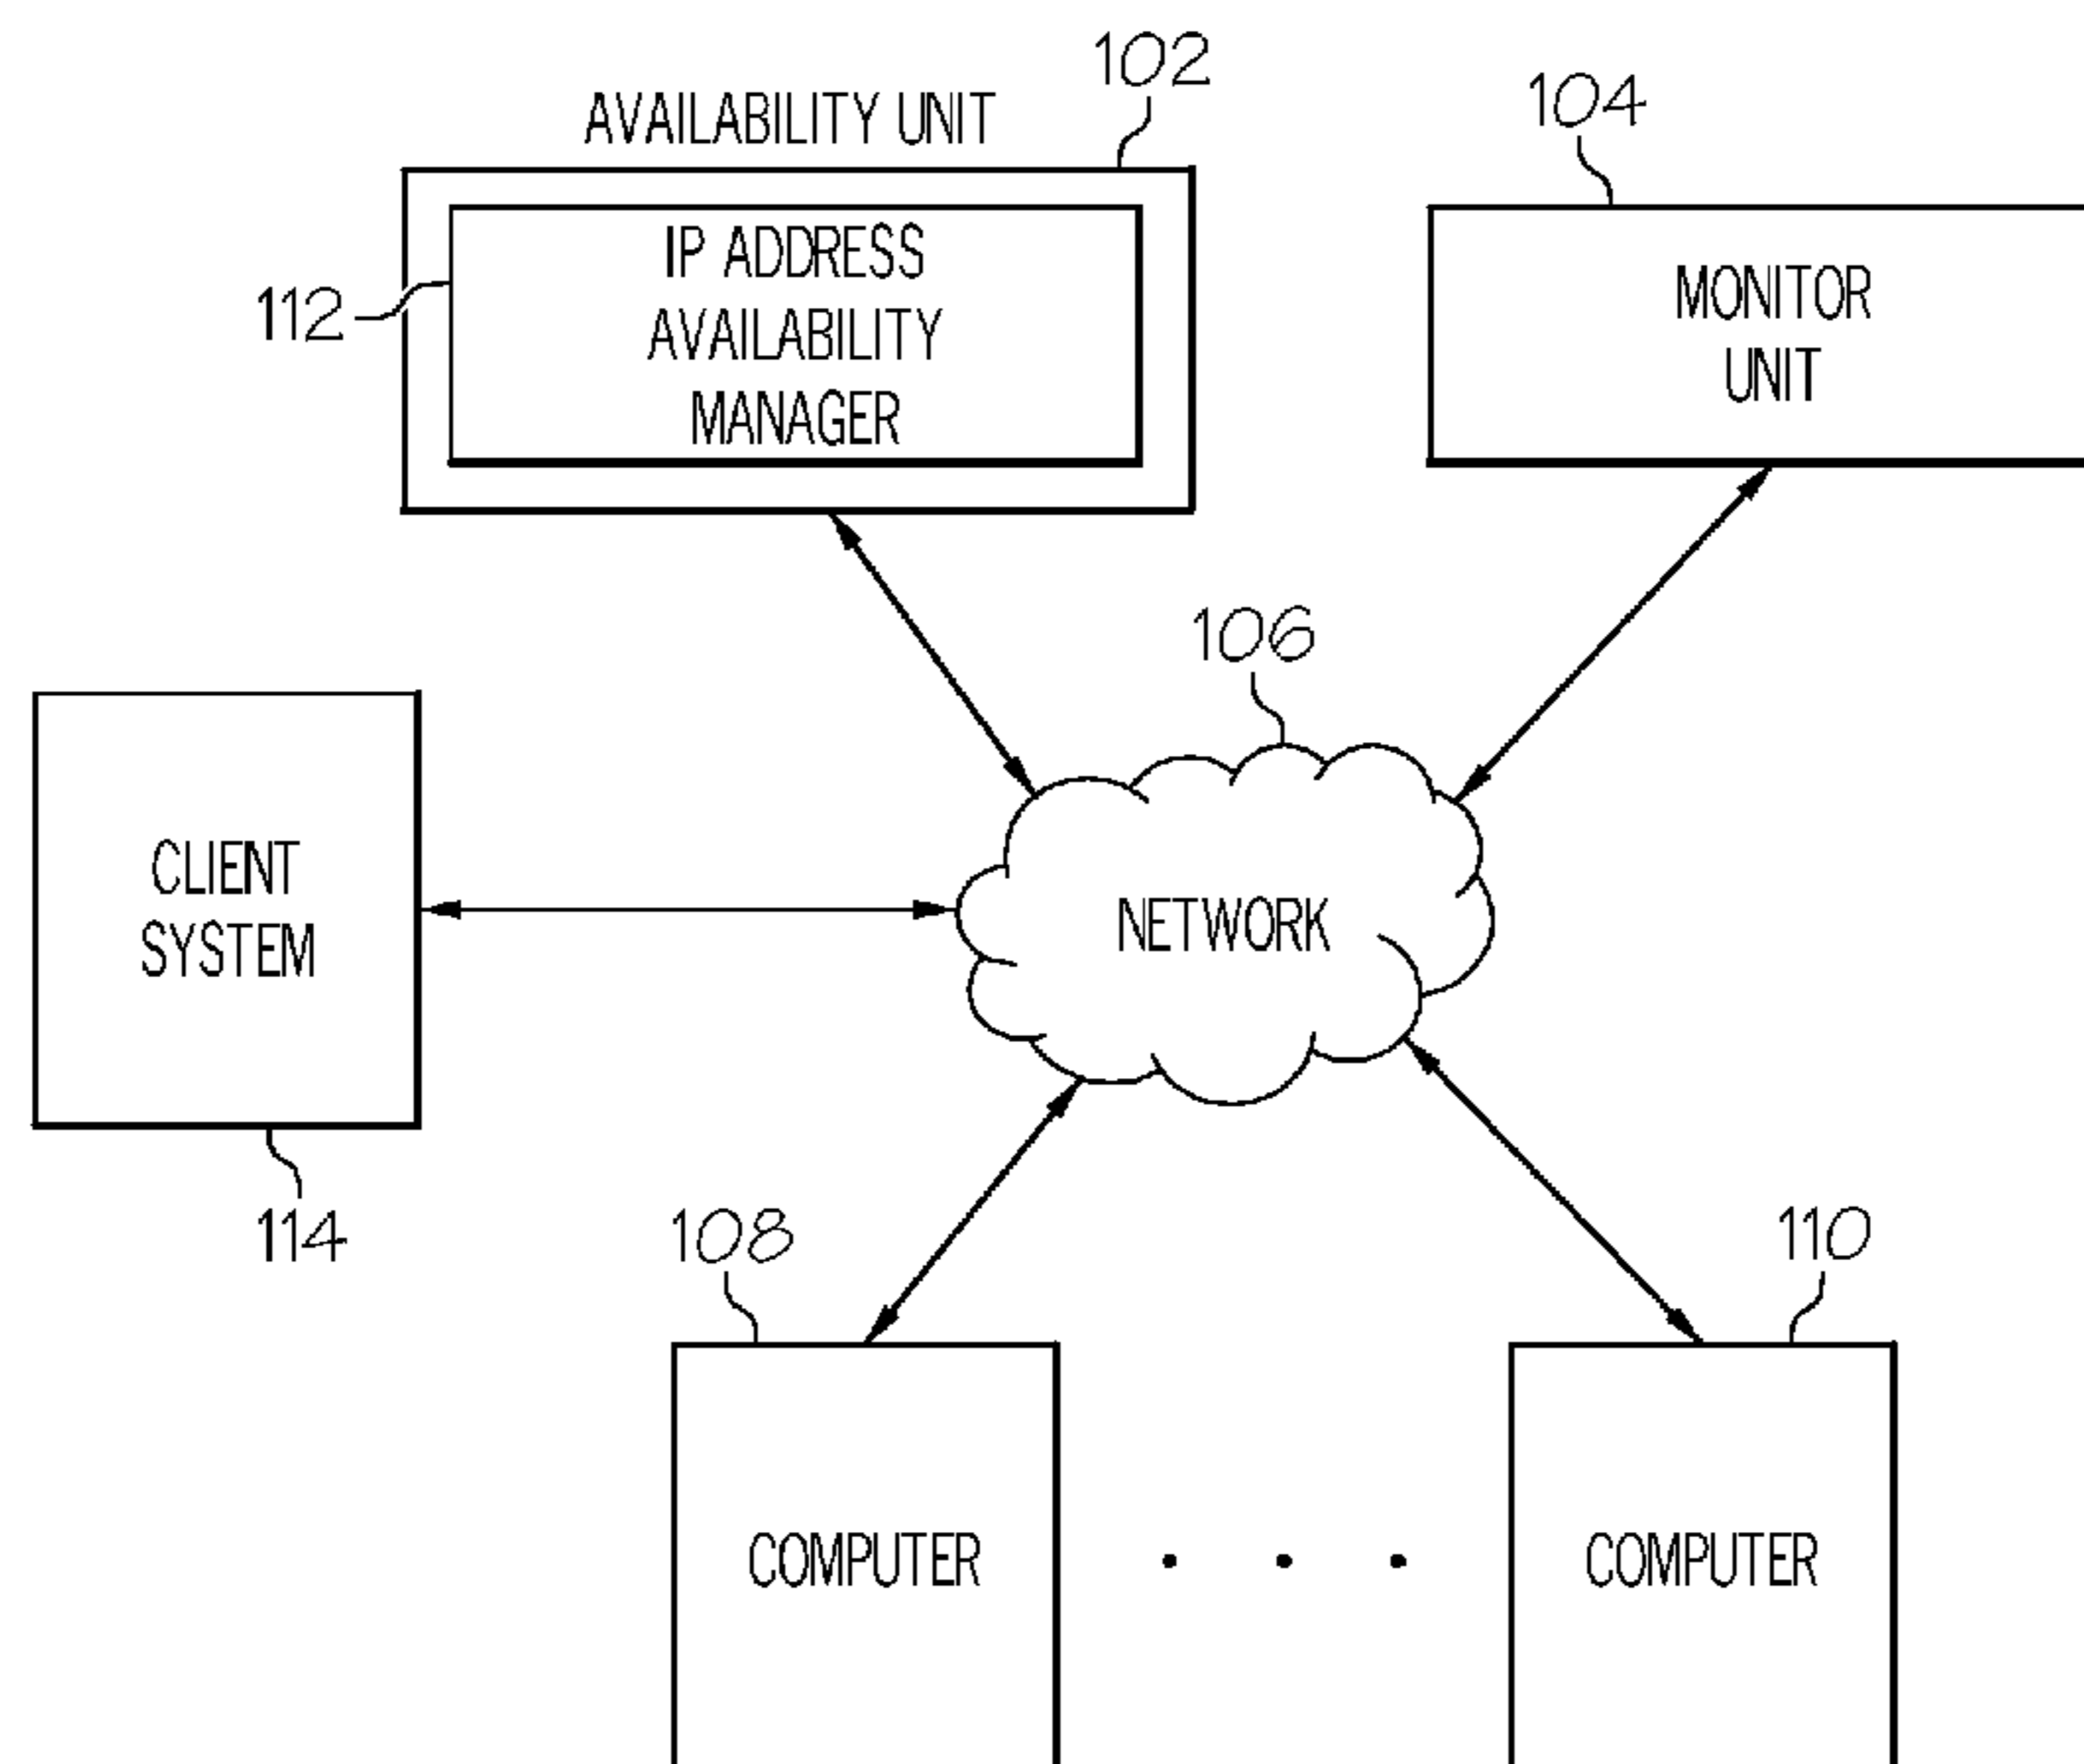 102
AVAILABILITY UNIT
104
IP ADDRESS
AVAILABILITY
MANAGER
112
MONITOR
UNIT
106
CLIENT
SYSTEM
NETWORK
114
108
110
COMPUTER
COMPUTER